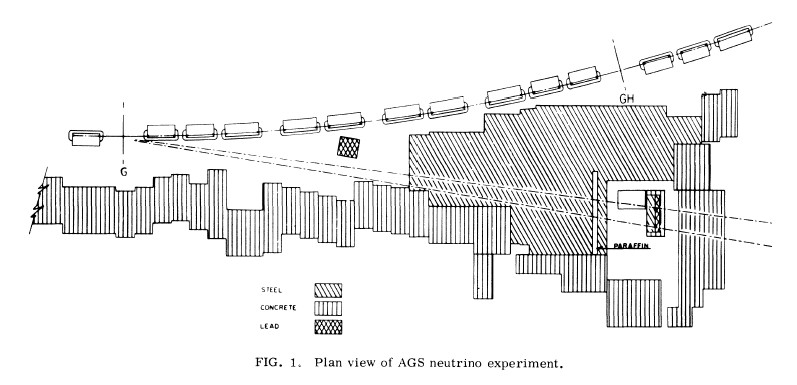 GH
G
PARAFFIN
STEEL
CONCRETE
LEAD
FIG. 1. Plan view of AGS neutrino experiment.